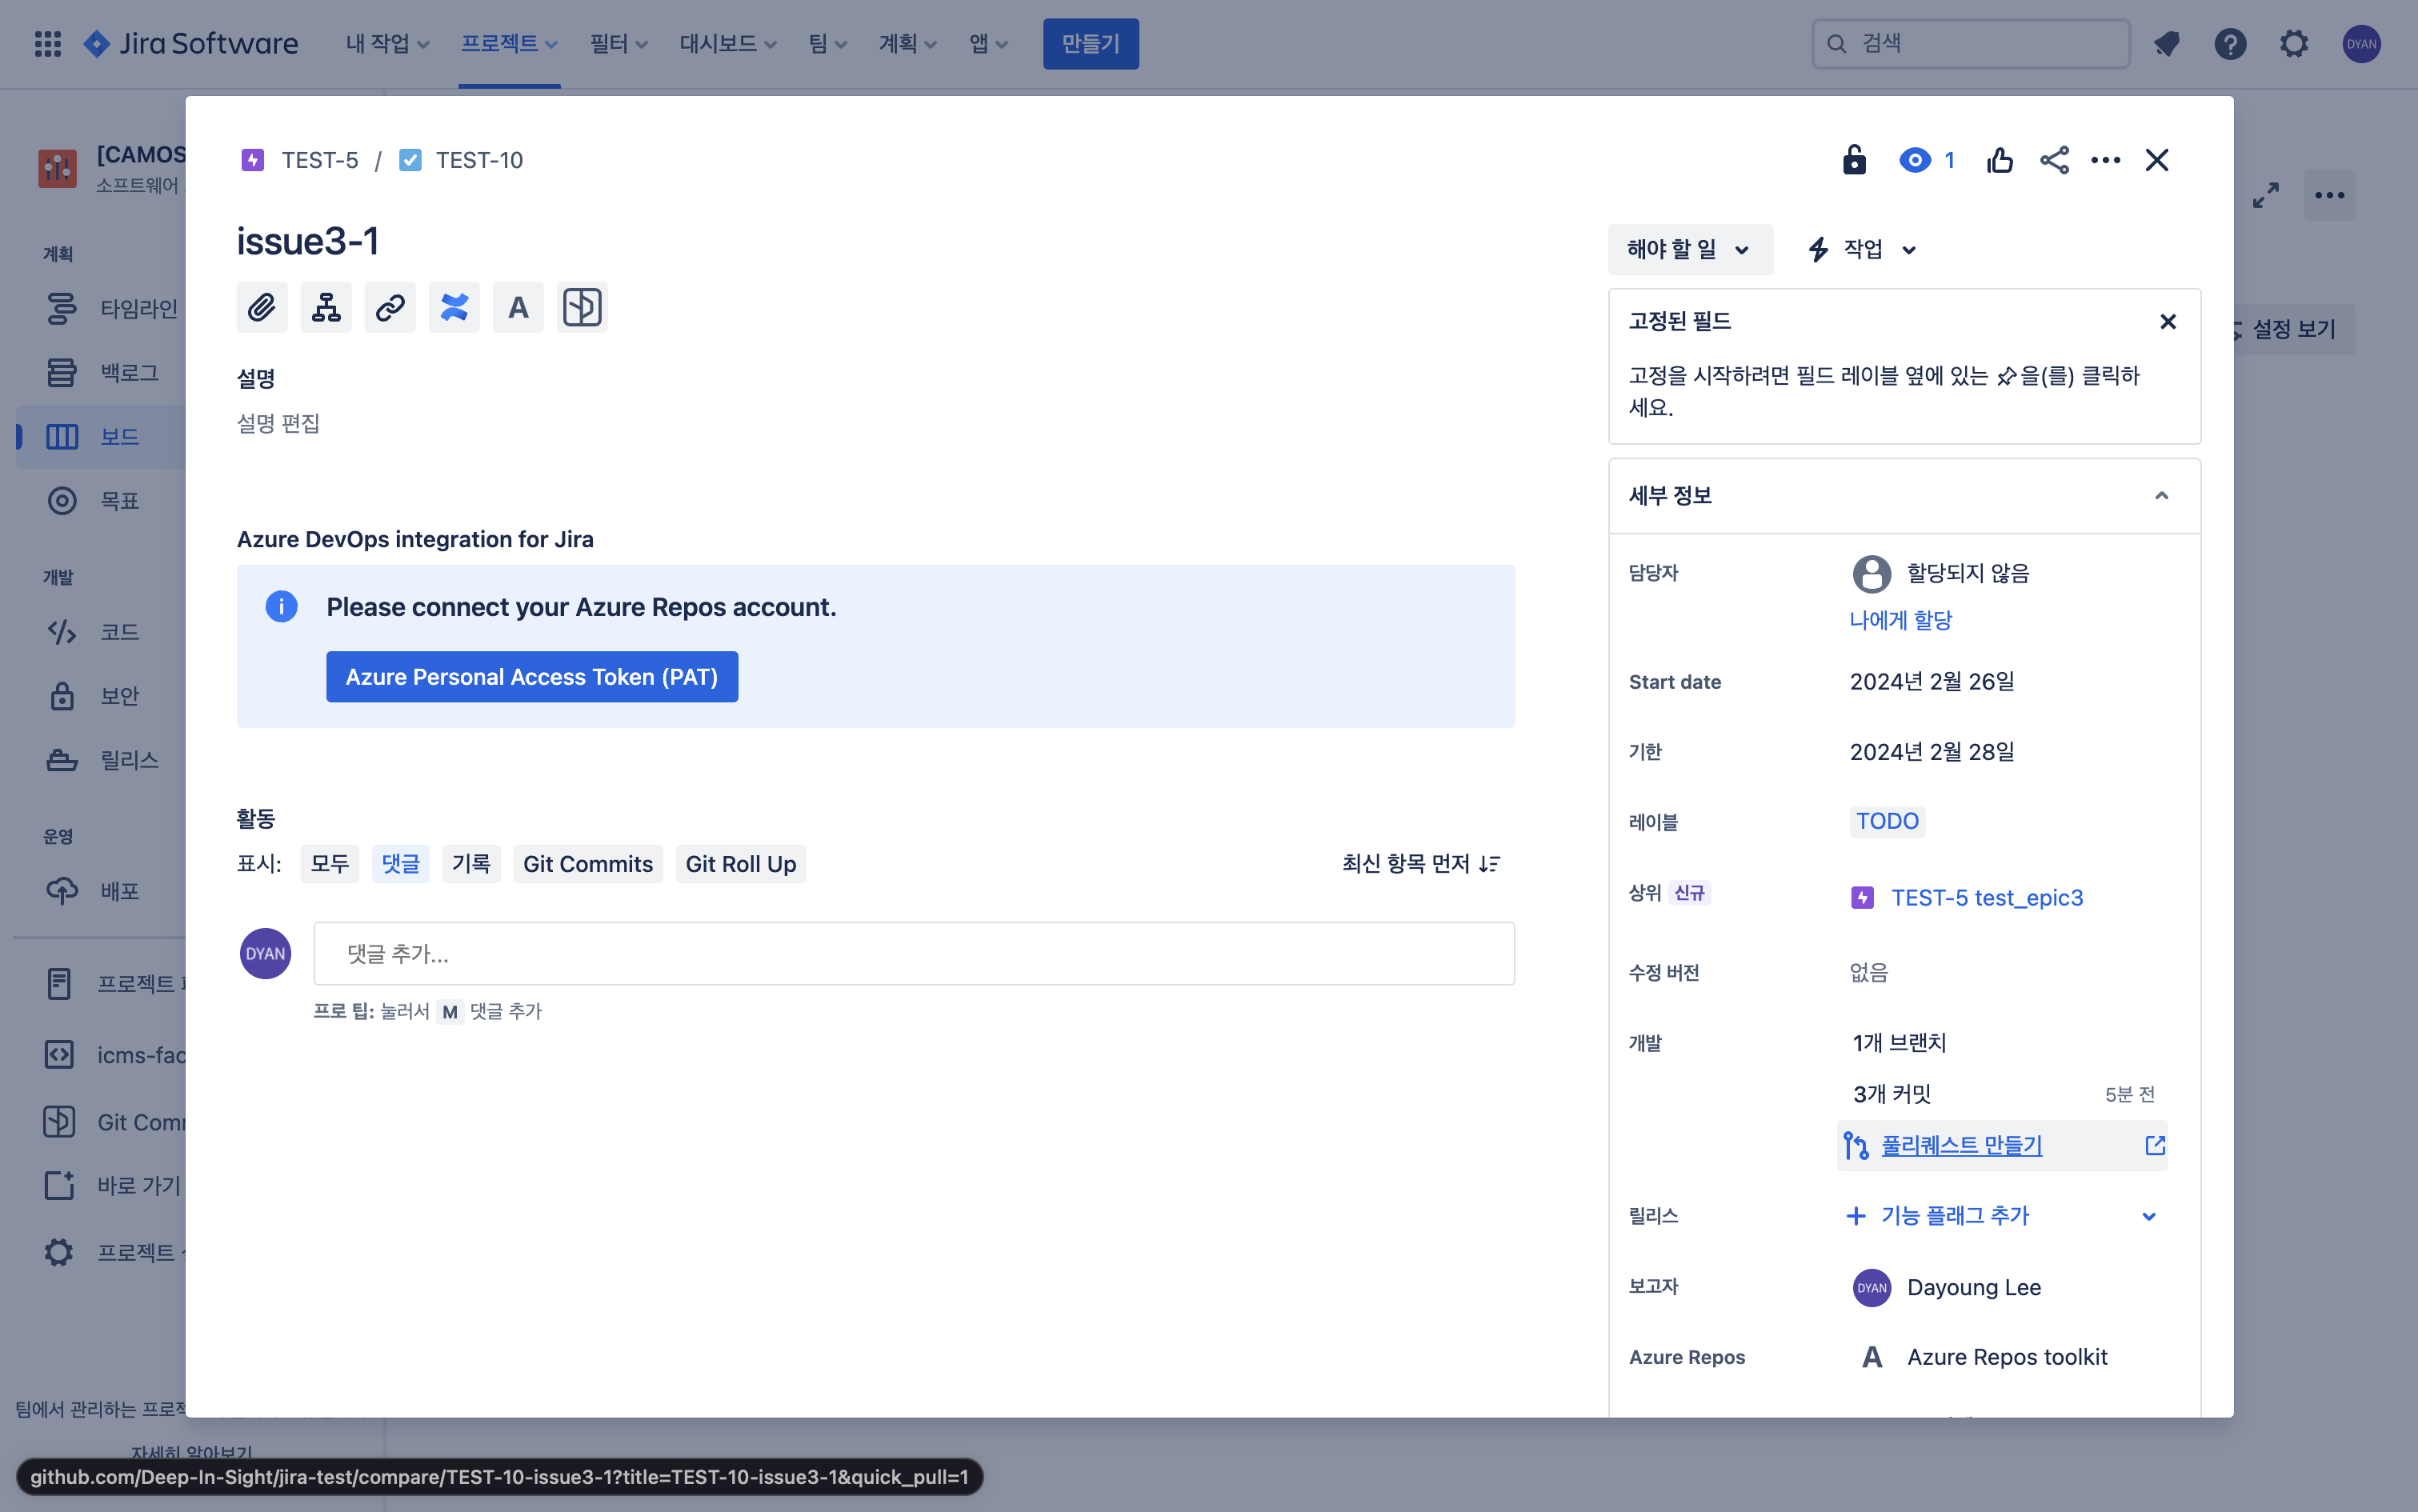 Jira Software 내 작업 프로젝트 필터 대시보드 팀 계획 앱 만들기 검색 DYAN
[CAMOS
소프트웨어
계획
타임라인
백로그
보드
목표
개발
코드
보안
릴리스
운영
배포
프로젝트
icms-fac
Git Com
바로 가기
프로젝트
팀에서 관리하는 프로젝
자세히 알아보기
설정 보기
TEST-5 / TEST-10
1
issue3-1
A
설명
설명 편집
Azure DevOps integration for Jira
Please connect your Azure Repos account.
Azure Personal Access Token (PAT)
활동
표시: 모두 댓글 기록 Git Commits Git Roll Up 최신 항목 먼저
DYAN 댓글 추가...
프로 팁: 눌러서 M 댓글 추가
해야 할 일 작업
고정된 필드
고정을 시작하려면 필드 레이블 옆에 있는 을(를) 클릭하
세요.
세부 정보
담당자 할당되지 않음
나에게 할당
Start date 2024년 2월 26일
기한 2024년 2월 28일
레이블 TODO
상위 신규 TEST-5 test_epic3
수정 버전 없음
개발 1개 브랜치
3개 커밋 5분 전
풀리퀘스트 만들기
릴리스 기능 플래그 추가
보고자 DYAN Dayoung Lee
Azure Repos A Azure Repos toolkit
github.com/Deep-In-Sight/jira-test/compare/TEST-10-issue3-1?title=TEST-10-issue3-1&quick_pull=1